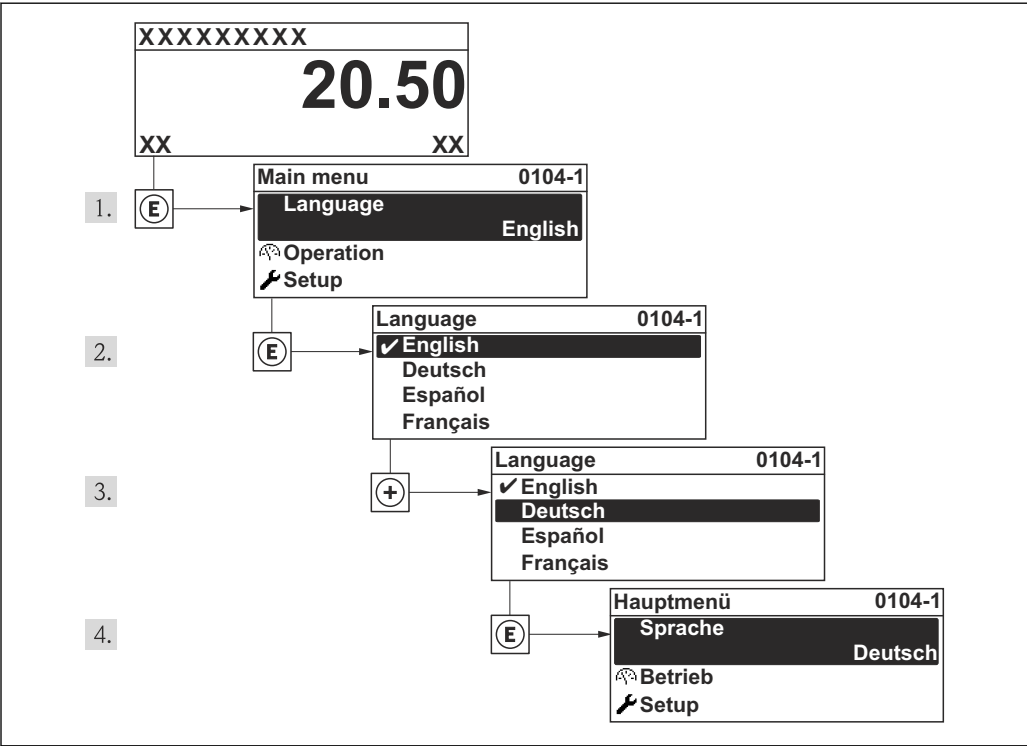 XXXXXXXXX
20.50
XX XX
1. E
Main menu 0104-1
Language
English
Operation
Setup
2. E
Language 0104-1
✔English
Deutsch
Español
Français
3. +
Language 0104-1
✔English
Deutsch
Español
Français
4. E
Hauptmenü 0104-1
Sprache
Deutsch
Betrieb
Setup